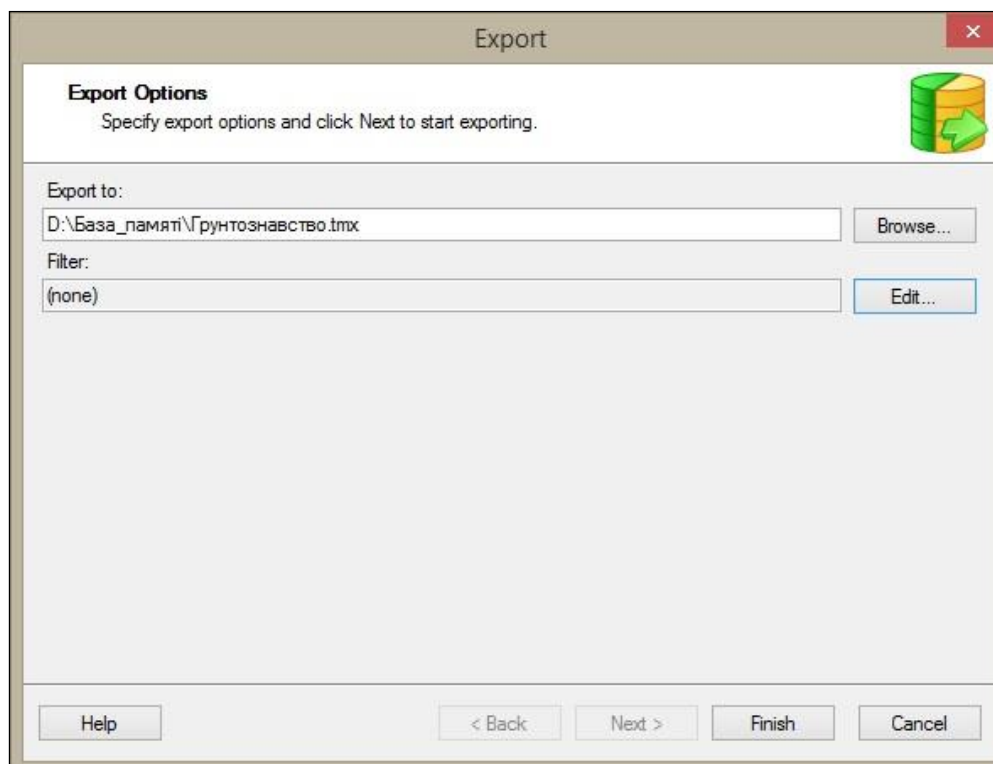 Export
Export Options
Specify export options and click Next to start exporting.
Export to:
D:\База_памяті\Грунтознавство.tmx
Browse...
Filter:
(none)
Edit...
Help
< Back
Next >
Finish
Cancel